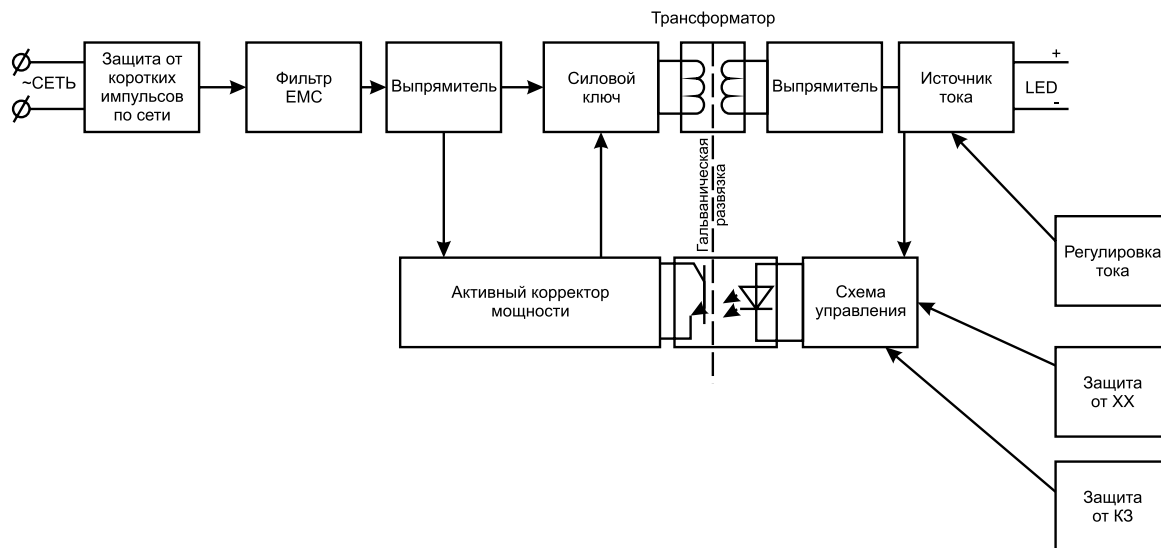 Трансформатор
~СЕТЬ
Защита от
коротких
импульсов
по сети
Фильтр
EMC
Выпрямитель
Силовой
ключ
Выпрямитель
Источник
тока
+
LED
-
Гальваническая
развязка
Регулировка
тока
Активный корректор
мощности
Схема
управления
Защита
от ХХ
Защита
от КЗ